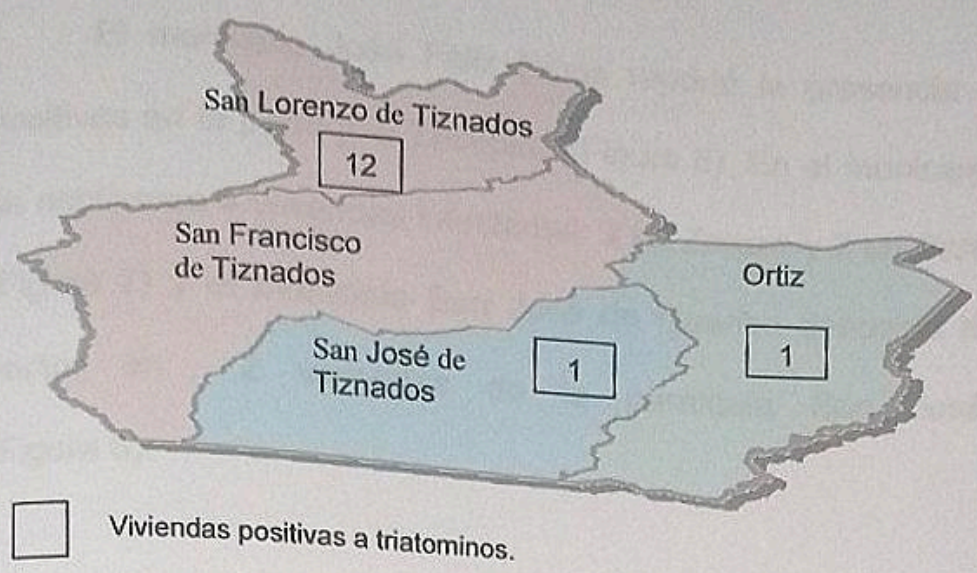 San Lorenzo de Tiznados
12
San Francisco
de Tiznados
Ortiz
San José de
Tiznados
1
1
Viviendas positivas a triatominos.